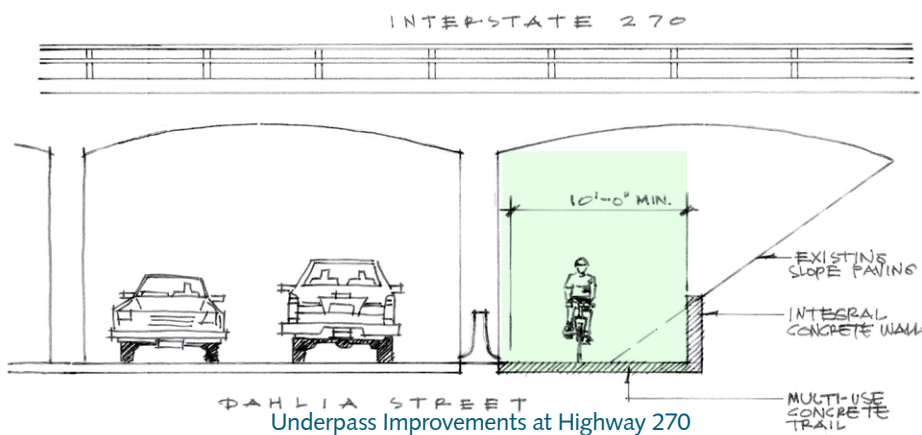 INTERSTATE 270
10'-0" MIN.
EXISTING
SLOPE PAVING
INTEGRAL
CONCRETE WALL
MULTI-USE
CONCRETE
TRAIL
DAHLIA STREET
Underpass Improvements at Highway 270